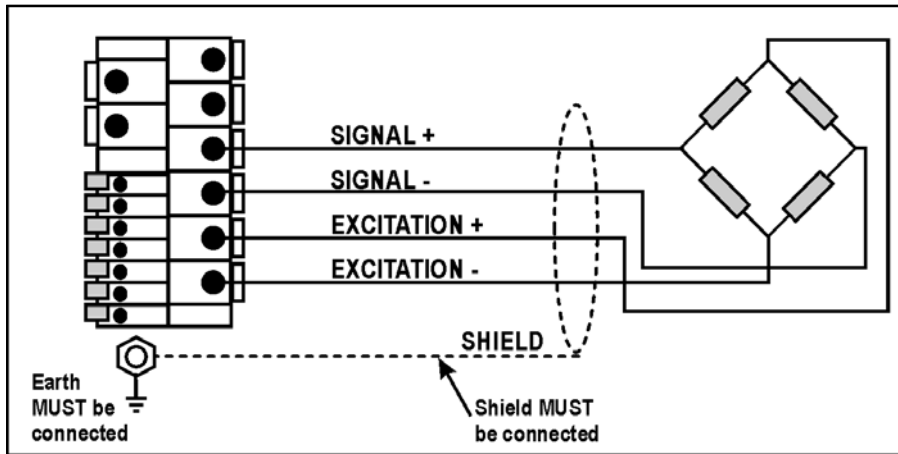 SIGNAL +
SIGNAL -
EXCITATION +
EXCITATION -
SHIELD
Earth
MUST be
connected
Shield MUST
be connected